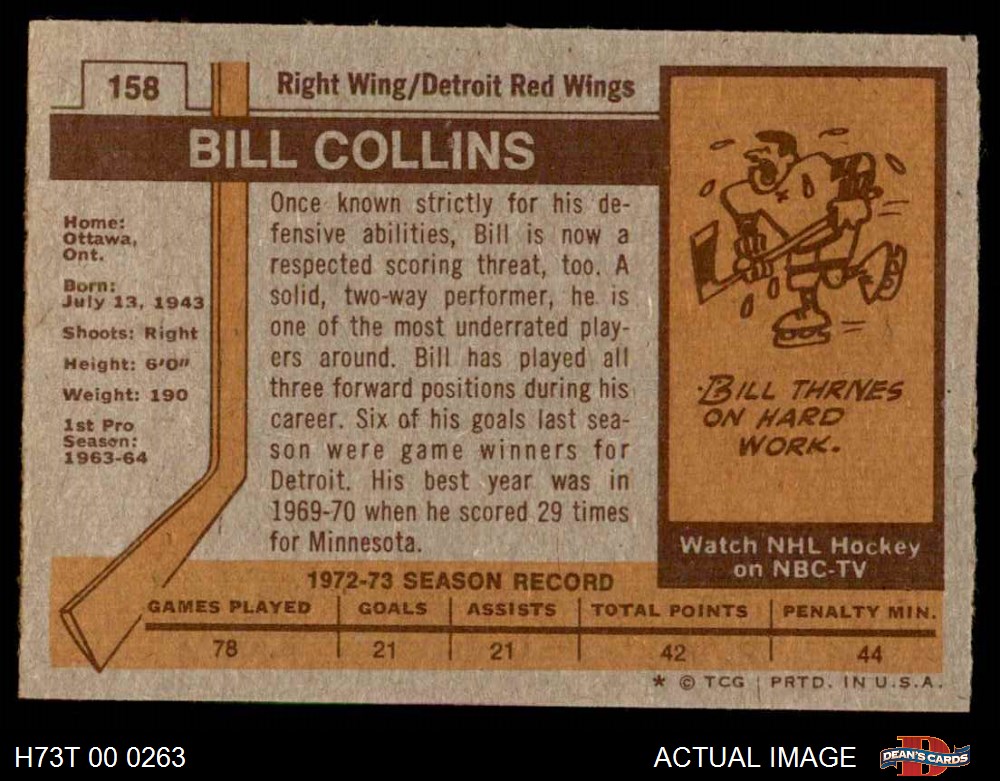 158
Right Wing/Detroit Red Wings
BILL COLLINS
Home:
Ottawa,
Ont.
Born:
July 13, 1943
Shoots: Right
Height: 6'0"
Weight: 190
1st Pro
Season:
1963-64
Once known strictly for his de-
fensive abilities, Bill is now a
respected scoring threat, too. A
solid, two-way performer, he is
one of the most underrated play-
ers around. Bill has played all
three forward positions during his
career. Six of his goals last sea-
son were game winners for
Detroit. His best year was in
1969-70 when he scored 29 times
for Minnesota.
BILL THRIVES
ON HARD
WORK.
Watch NHL Hockey
on NBC-TV
1972-73 SEASON RECORD
GAMES PLAYED GOALS ASSISTS TOTAL POINTS PENALTY MIN.
78 21 21 42 44
* © TCG PRTD. IN U.S.A.
H73T 00 0263
ACTUAL IMAGE
DEAN'S CARDS